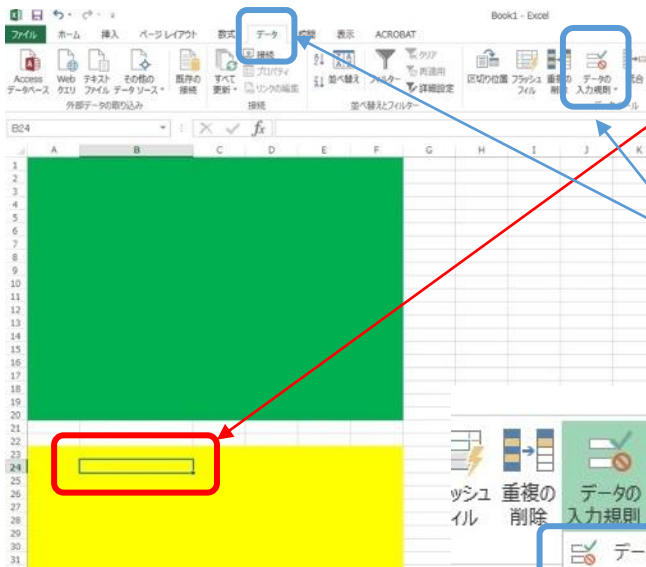 Book1 - Excel
ファイル ホーム 挿入 ページレイアウト 数式 データ 校閲 表示 ACROBAT
Access データベース
Web クエリ
テキスト ファイル
その他の データソース
既存の 接続
外部データの取り込み
すべて 更新
接続
プロパティ
リンクの編集
接続
並べ替え
フィルター
クリア
再適用
詳細設定
並べ替えとフィルター
区切り位置
フラッシュ フィル
重複の 削除
データの 入力規則
統合
B24
fx
A B C D E F G H I J K
1
2
3
4
5
6
7
8
9
10
11
12
13
14
15
16
17
18
19
20
21
22
23
24
25
26
27
28
29
30
31
ッシュ 重複の データの
ィル 削除 入力規則
デー